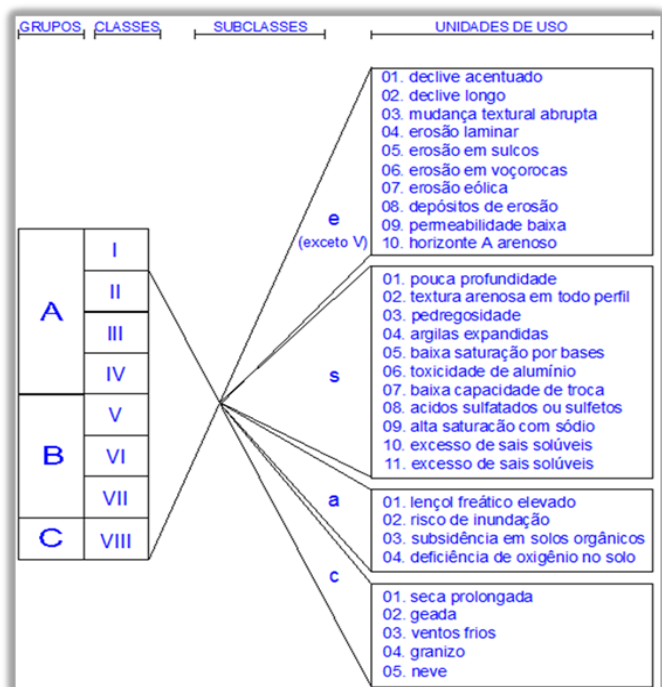 GRUPOS CLASSES SUBCLASSES UNIDADES DE USO
A
I
II
III
IV
B
V
VI
VII
C
VIII
e
(exceto V)
01. declive acentuado
02. declive longo
03. mudança textural abrupta
04. erosão laminar
05. erosão em sulcos
06. erosão em voçorocas
07. erosão eólica
08. depósitos de erosão
09. permeabilidade baixa
10. horizonte A arenoso
s
01. pouca profundidade
02. textura arenosa em todo perfil
03. pedregosidade
04. argilas expandidas
05. baixa saturação por bases
06. toxicidade de alumínio
07. baixa capacidade de troca
08. acidos sulfatados ou sulfetos
09. alta saturacão com sódio
10. excesso de sais solúveis
11. excesso de sais solúveis
a
01. lençol freático elevado
02. risco de inundação
03. subsidência em solos orgânicos
04. deficiência de oxigênio no solo
c
01. seca prolongada
02. geada
03. ventos frios
04. granizo
05. neve